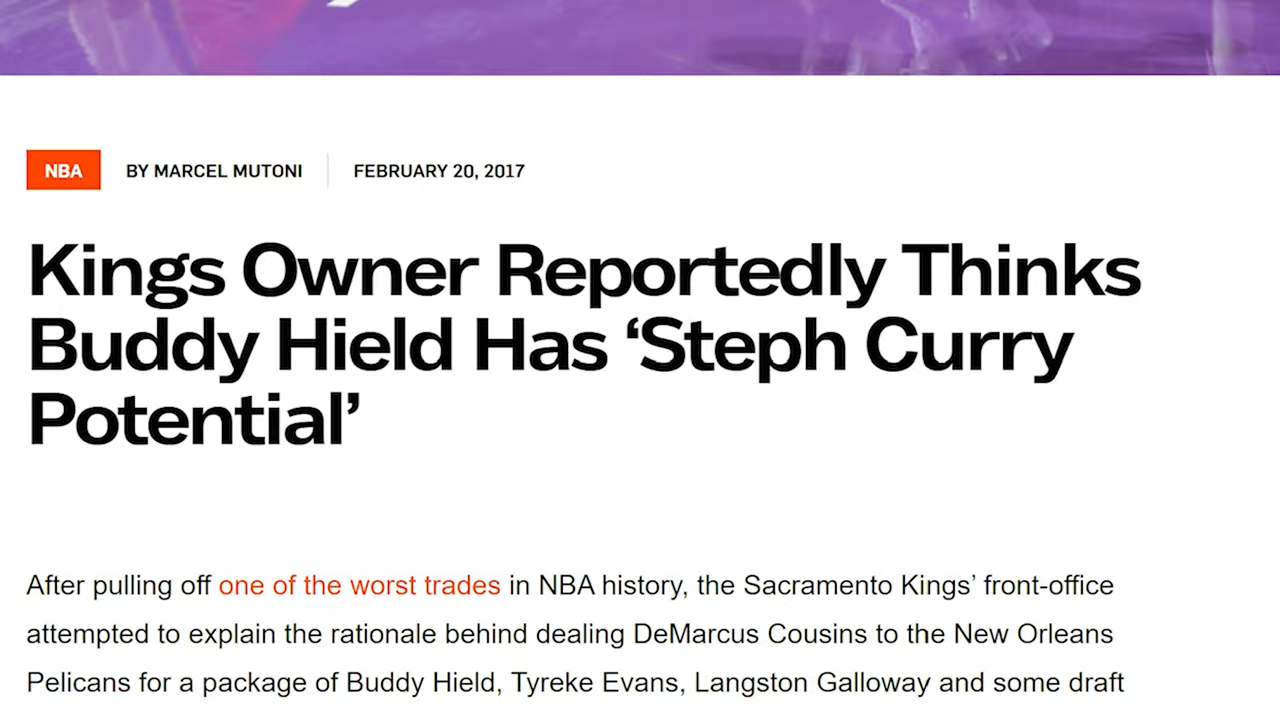 NBA
BY MARCEL MUTONI
FEBRUARY 20, 2017
Kings Owner Reportedly Thinks
Buddy Hield Has ‘Steph Curry
Potential’
After pulling off one of the worst trades in NBA history, the Sacramento Kings’ front-office
attempted to explain the rationale behind dealing DeMarcus Cousins to the New Orleans
Pelicans for a package of Buddy Hield, Tyreke Evans, Langston Galloway and some draft